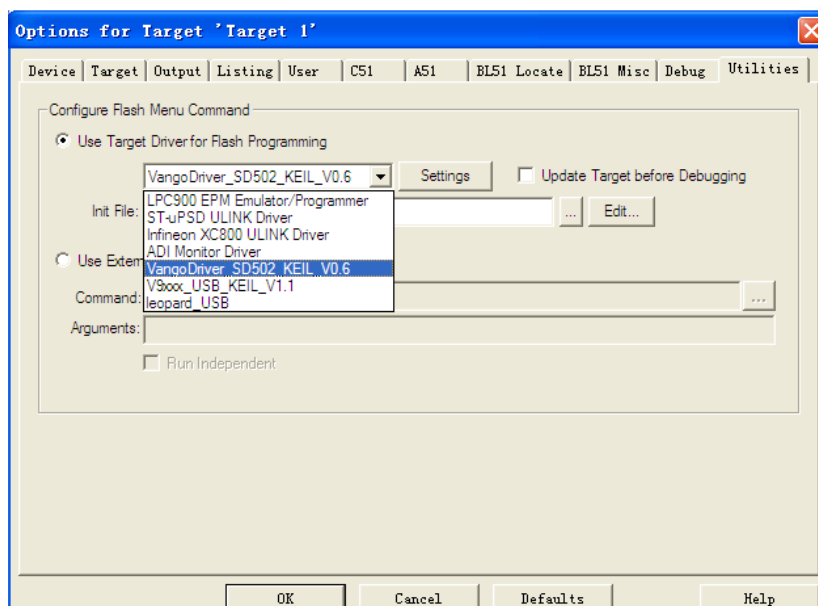 Options for Target 'Target 1'
Device Target Output Listing User C51 A51 BL51 Locate BL51 Misc Debug Utilities
Configure Flash Menu Command
Use Target Driver for Flash Programming
VangoDriver_SD502_KEIL_V0.6 Settings Update Target before Debugging
LPC900 EPM Emulator/Programmer
Init File: ... Edit...
ST-uPSD ULINK Driver
Infineon XC800 ULINK Driver
ADI Monitor Driver
Use Extern
VangoDriver_SD502_KEIL_V0.6
V9xxx_USB_KEIL_V1.1
Command: ...
leopard_USB
Arguments:
Run Independent
OK Cancel Defaults Help